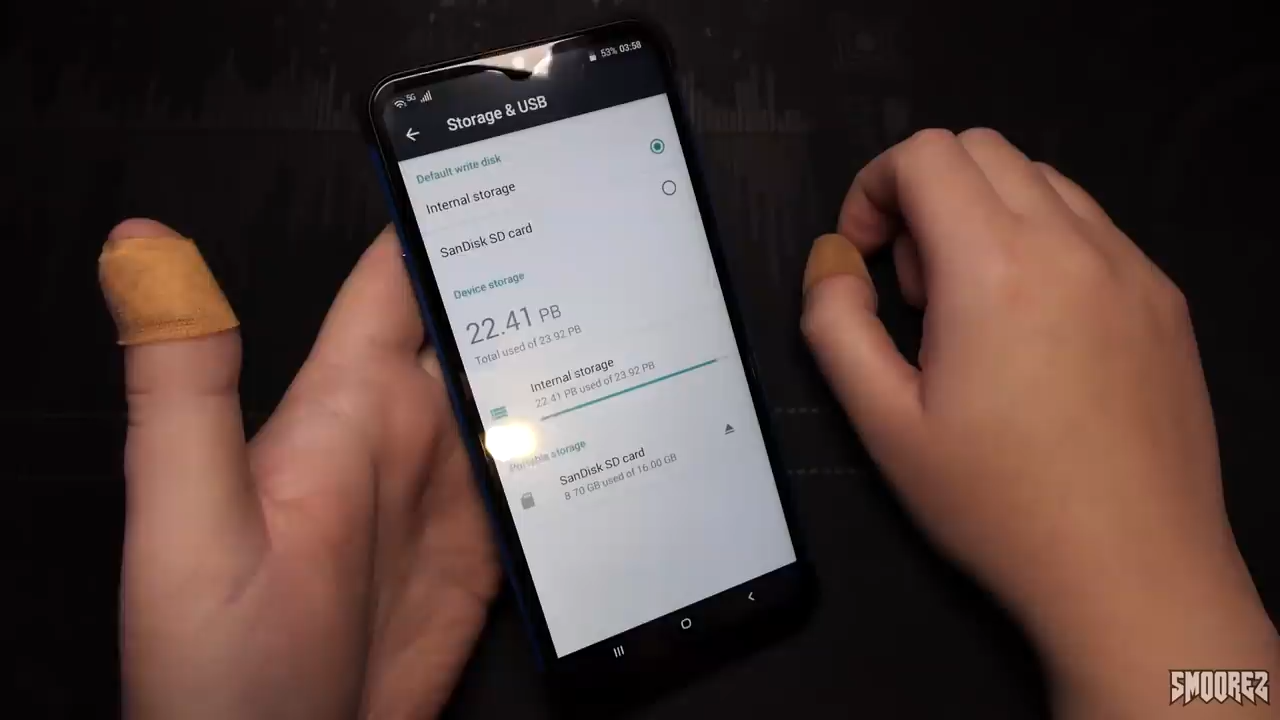 5G
53% 03:58
Storage & USB
Default write disk
Internal storage
SanDisk SD card
Device storage
22.41 PB
Total used of 23.92 PB
Internal storage
22.41 PB used of 23.92 PB
Portable storage
SanDisk SD card
8.70 GB used of 16.00 GB
SMOOREZ